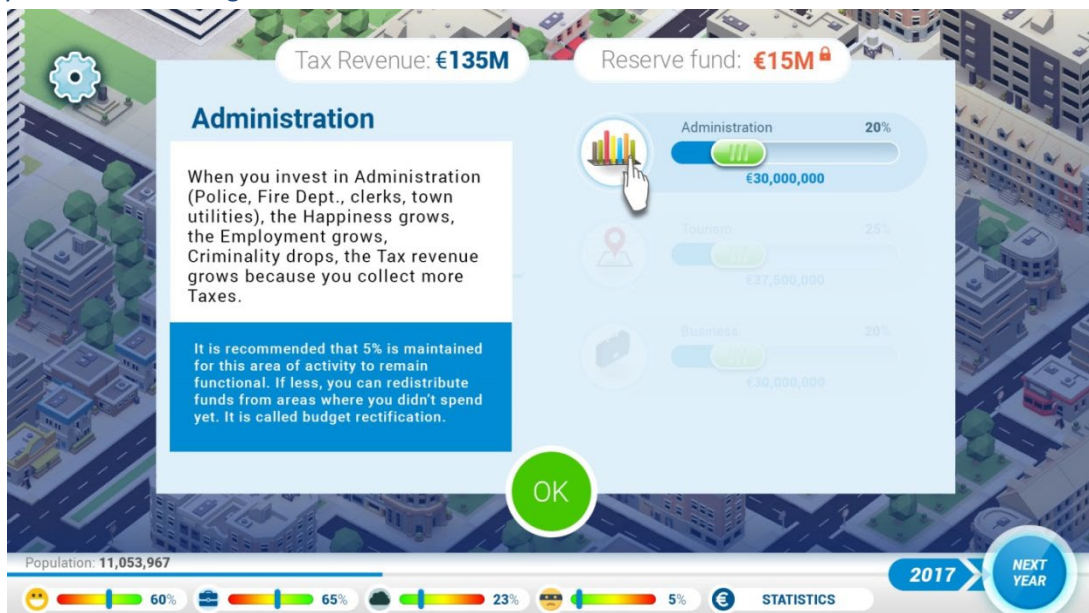 Tax Revenue: €135M
Reserve fund: €15M
Administration
When you invest in Administration
(Police, Fire Dept., clerks, town
utilities), the Happiness grows,
the Employment grows,
Criminality drops, the Tax revenue
grows because you collect more
Taxes.
It is recommended that 5% is maintained
for this area of activity to remain
functional. If less, you can redistribute
funds from areas where you didn't spend
yet. It is called budget rectification.
Administration 20%
€30,000,000
Tourism 25%
€37,500,000
Business 20%
€30,000,000
OK
Population: 11,053,967
60%
65%
23%
5%
€ STATISTICS
2017
NEXT
YEAR